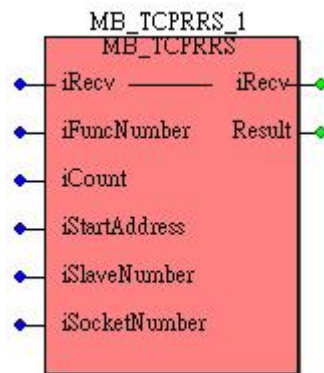 MB_TCPRRS_1
MB_TCPRRS
iRecv iRecv
iFuncNumber Result
iCount
iStartAddress
iSlaveNumber
iSocketNumber